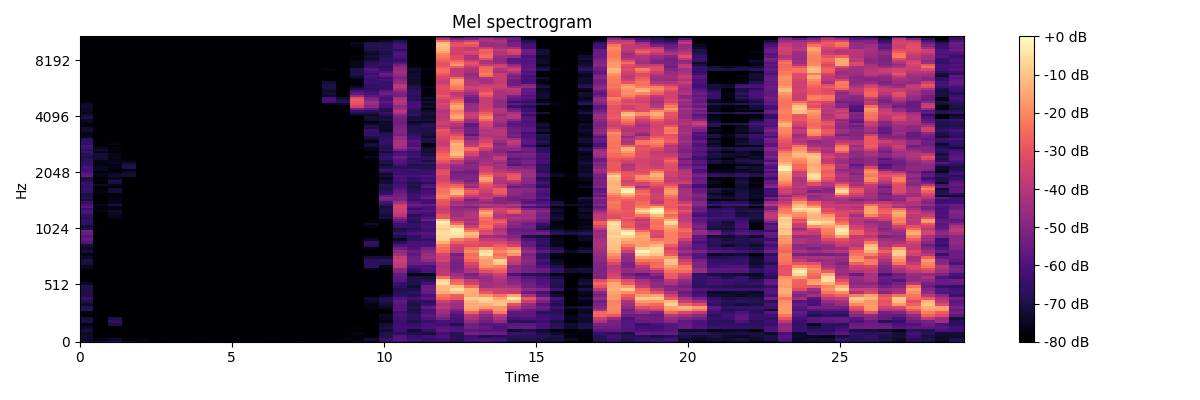 Mel spectrogram
8192
4096
2048
1024
512
0
Hz
0 5 10 15 20 25
Time
+0 dB
-10 dB
-20 dB
-30 dB
-40 dB
-50 dB
-60 dB
-70 dB
-80 dB